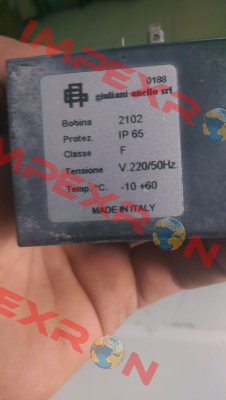 0188
giuliani anello srl
Bobina 2102
Protez. IP 65
Classe F
Tensione V.220/50Hz.
Temp. °C. -10 +60
MADE IN ITALY
IMPEXRON
IMPEXRON